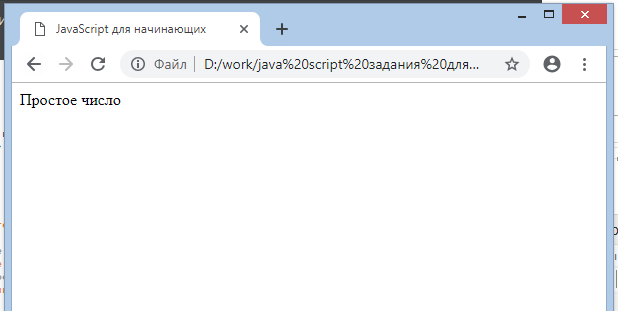 JavaScript для начинающих
Файл D:/work/java%20script%20задания%20для...
Простое число